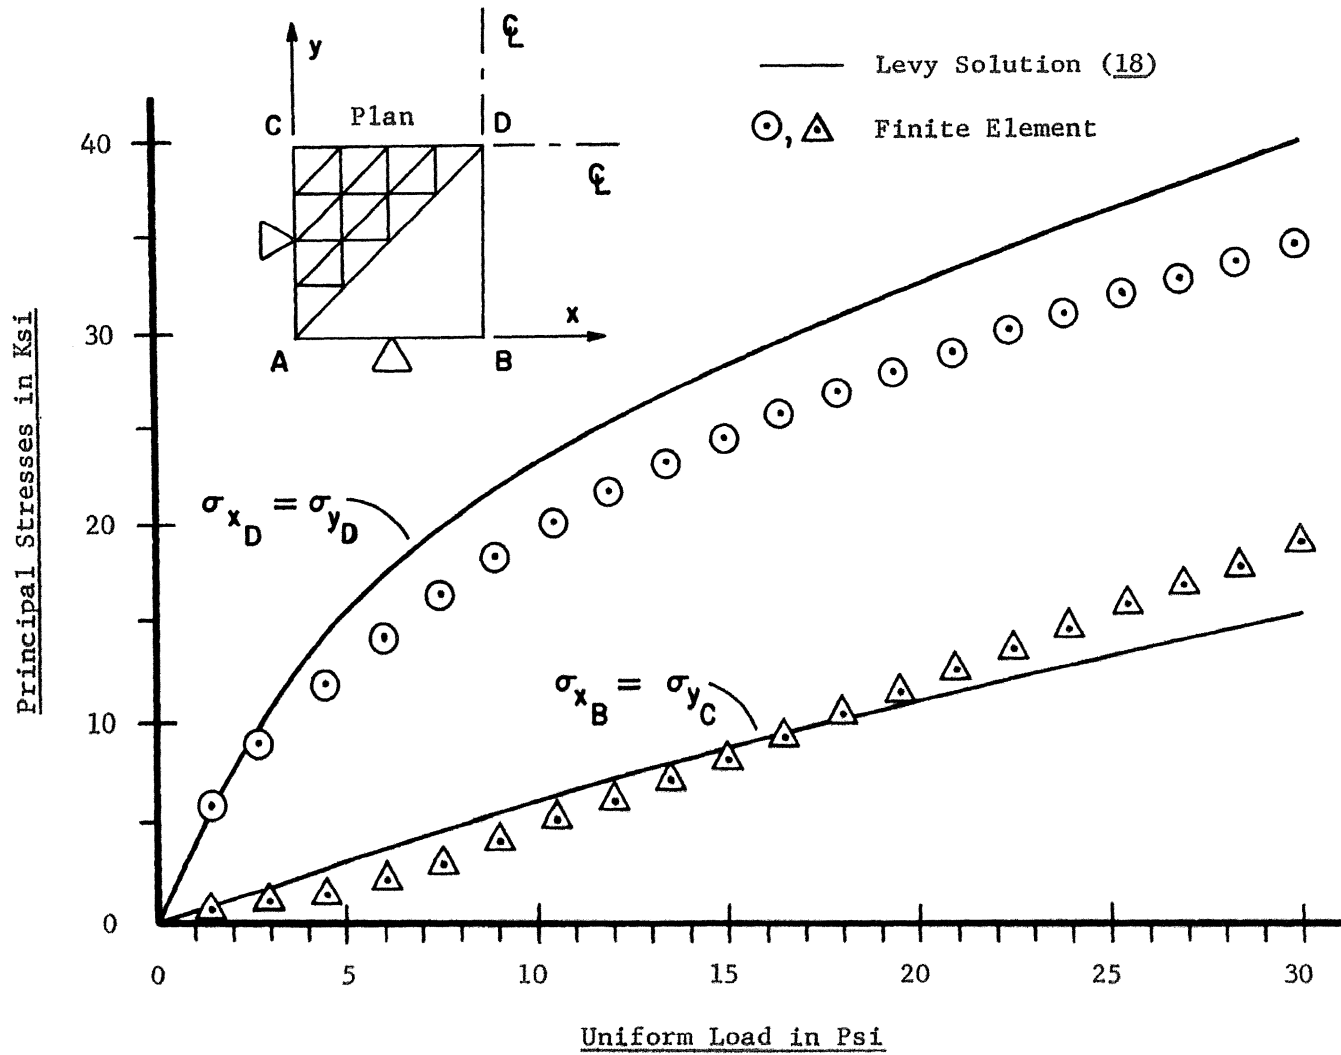 y
℄
Levy Solution (18)
C
Plan
D
⊙, △ Finite Element
℄
40
30
20
10
0
x
A
B
Principal Stresses in Ksi
σxD = σyD
σxB = σyC
0 5 10 15 20 25 30
Uniform Load in Psi